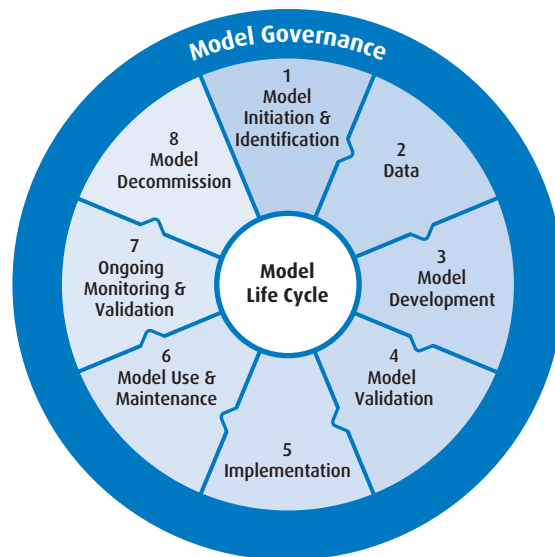 Model Governance
1
Model
Initiation &
Identification
2
Data
3
Model
Development
4
Model
Validation
5
Implementation
6
Model Use &
Maintenance
7
Ongoing
Monitoring &
Validation
8
Model
Decommission
Model
Life Cycle